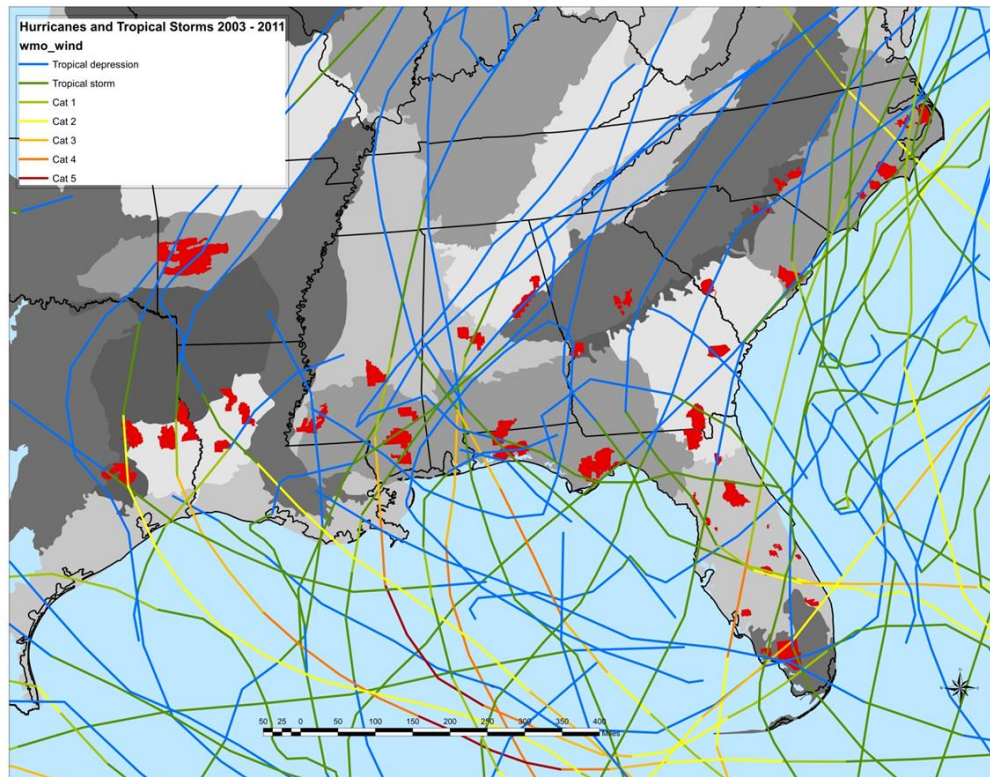 Hurricanes and Tropical Storms 2003 - 2011
wmo_wind
Tropical depression
Tropical storm
Cat 1
Cat 2
Cat 3
Cat 4
Cat 5
50 25 0 50 100 150 200 250 300 350 400
Miles